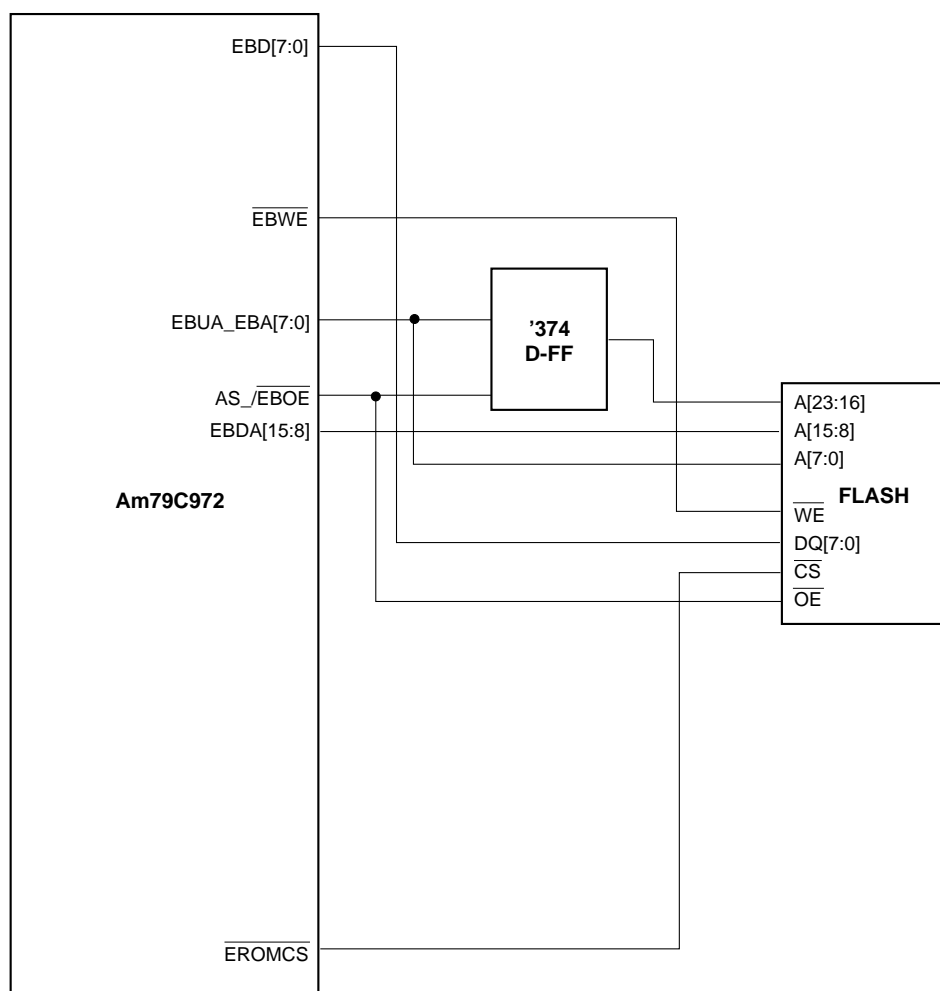 EBD[7:0]
EBWE
EBUA_EBA[7:0]
AS_/EBOE
EBDA[15:8]
Am79C972
EROMCS
’374
D-FF
A[23:16]
A[15:8]
A[7:0]
FLASH
WE
DQ[7:0]
CS
OE